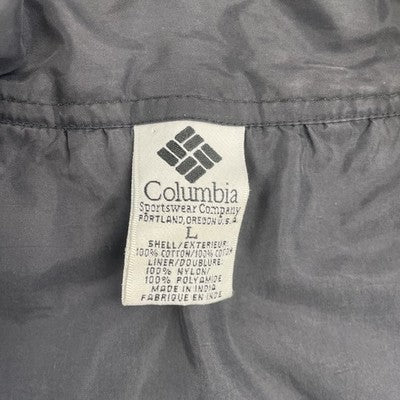 Columbia
Sportswear Company
PORTLAND, OREGON U.S.A.
L
SHELL/EXTERIEUR
100% COTTON/100% COTON
LINER/DOUBLURE
100% NYLON/
100% POLYAMIDE
MADE IN INDIA
FABRIQUE EN INDE